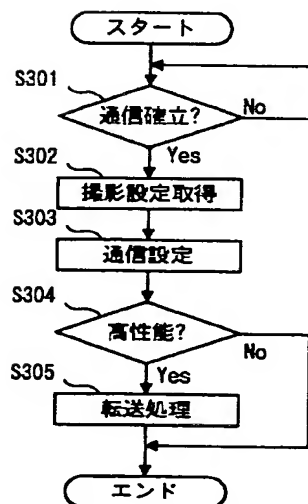 スタート
S301
通信確立?
No
Yes
S302
撮影設定取得
S303
通信設定
S304
高性能?
No
Yes
S305
転送処理
エンド